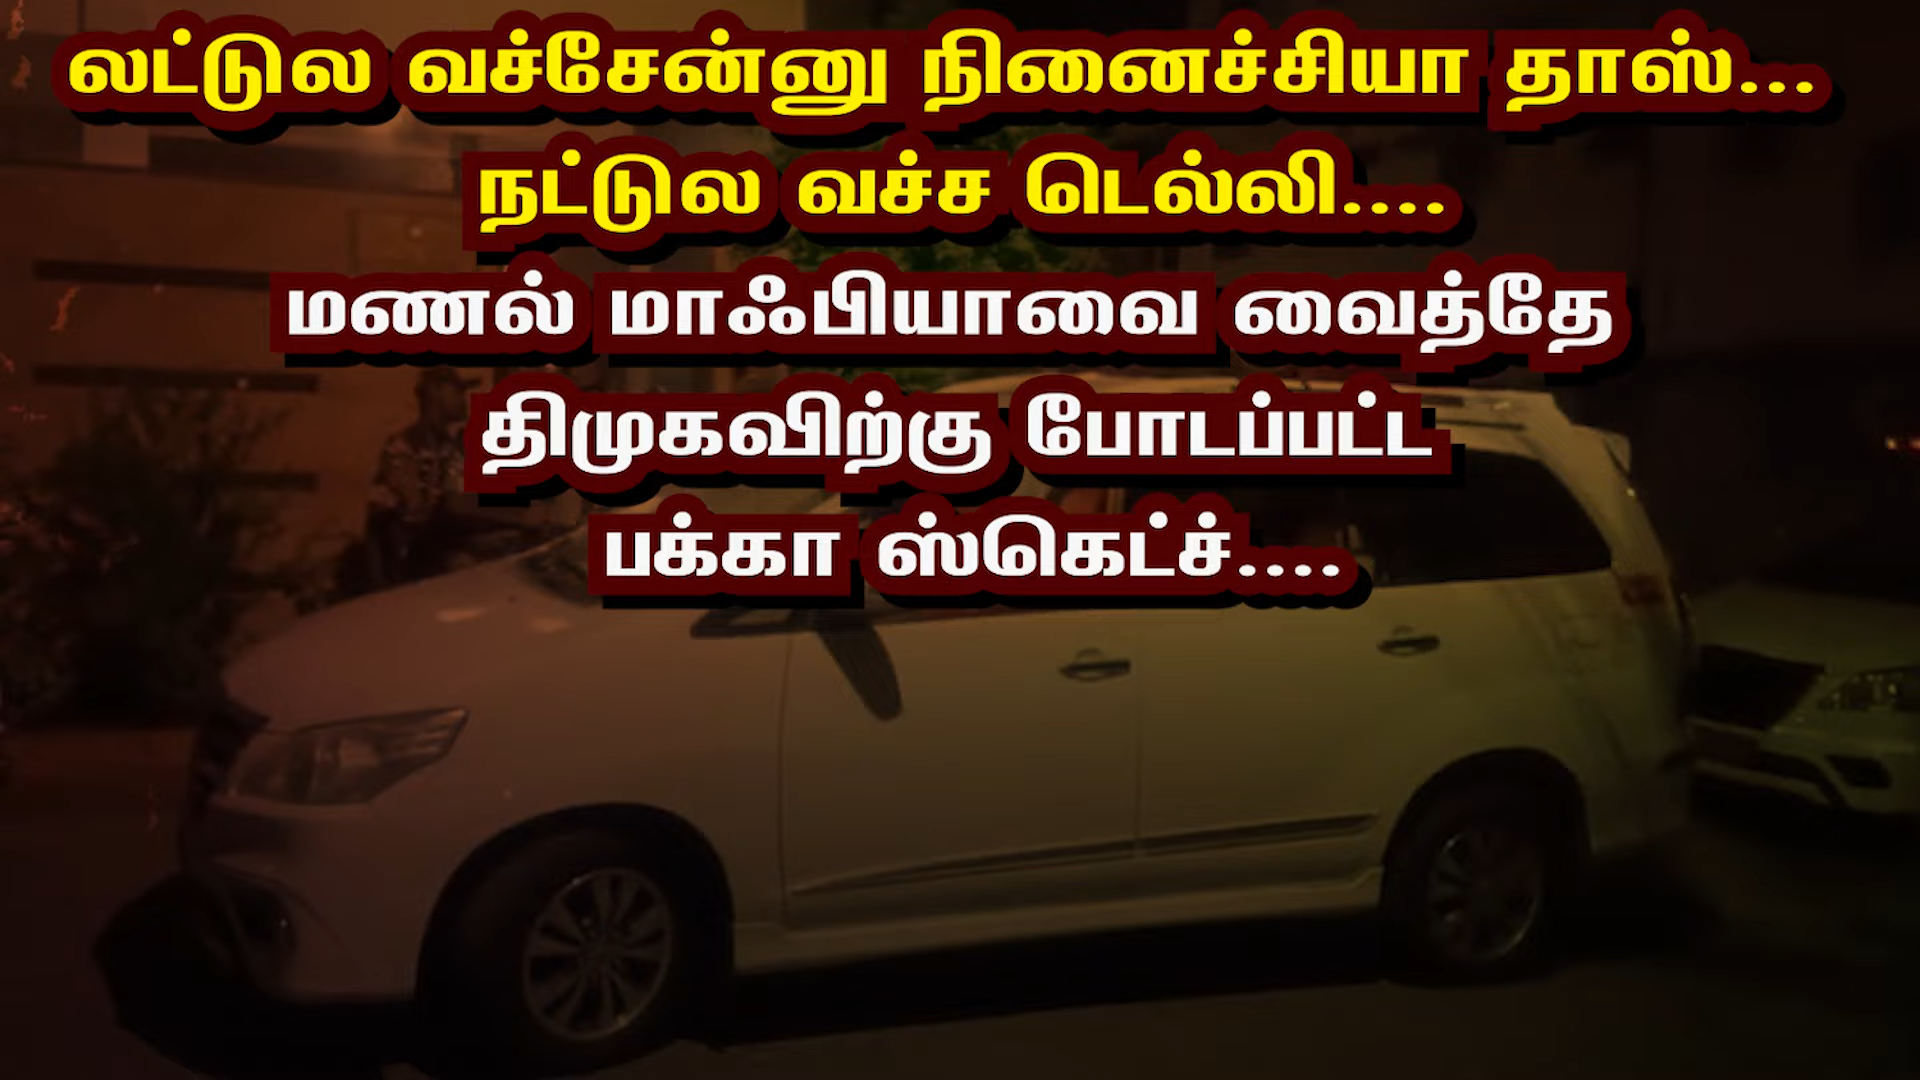 லட்டுல வச்சேன்னு நினைச்சியா தாஸ்...
நட்டுல வச்ச டெல்லி....
மணல் மாஃபியாவை வைத்தே
திமுகவிற்கு போடப்பட்ட
பக்கா ஸ்கெட்ச்....